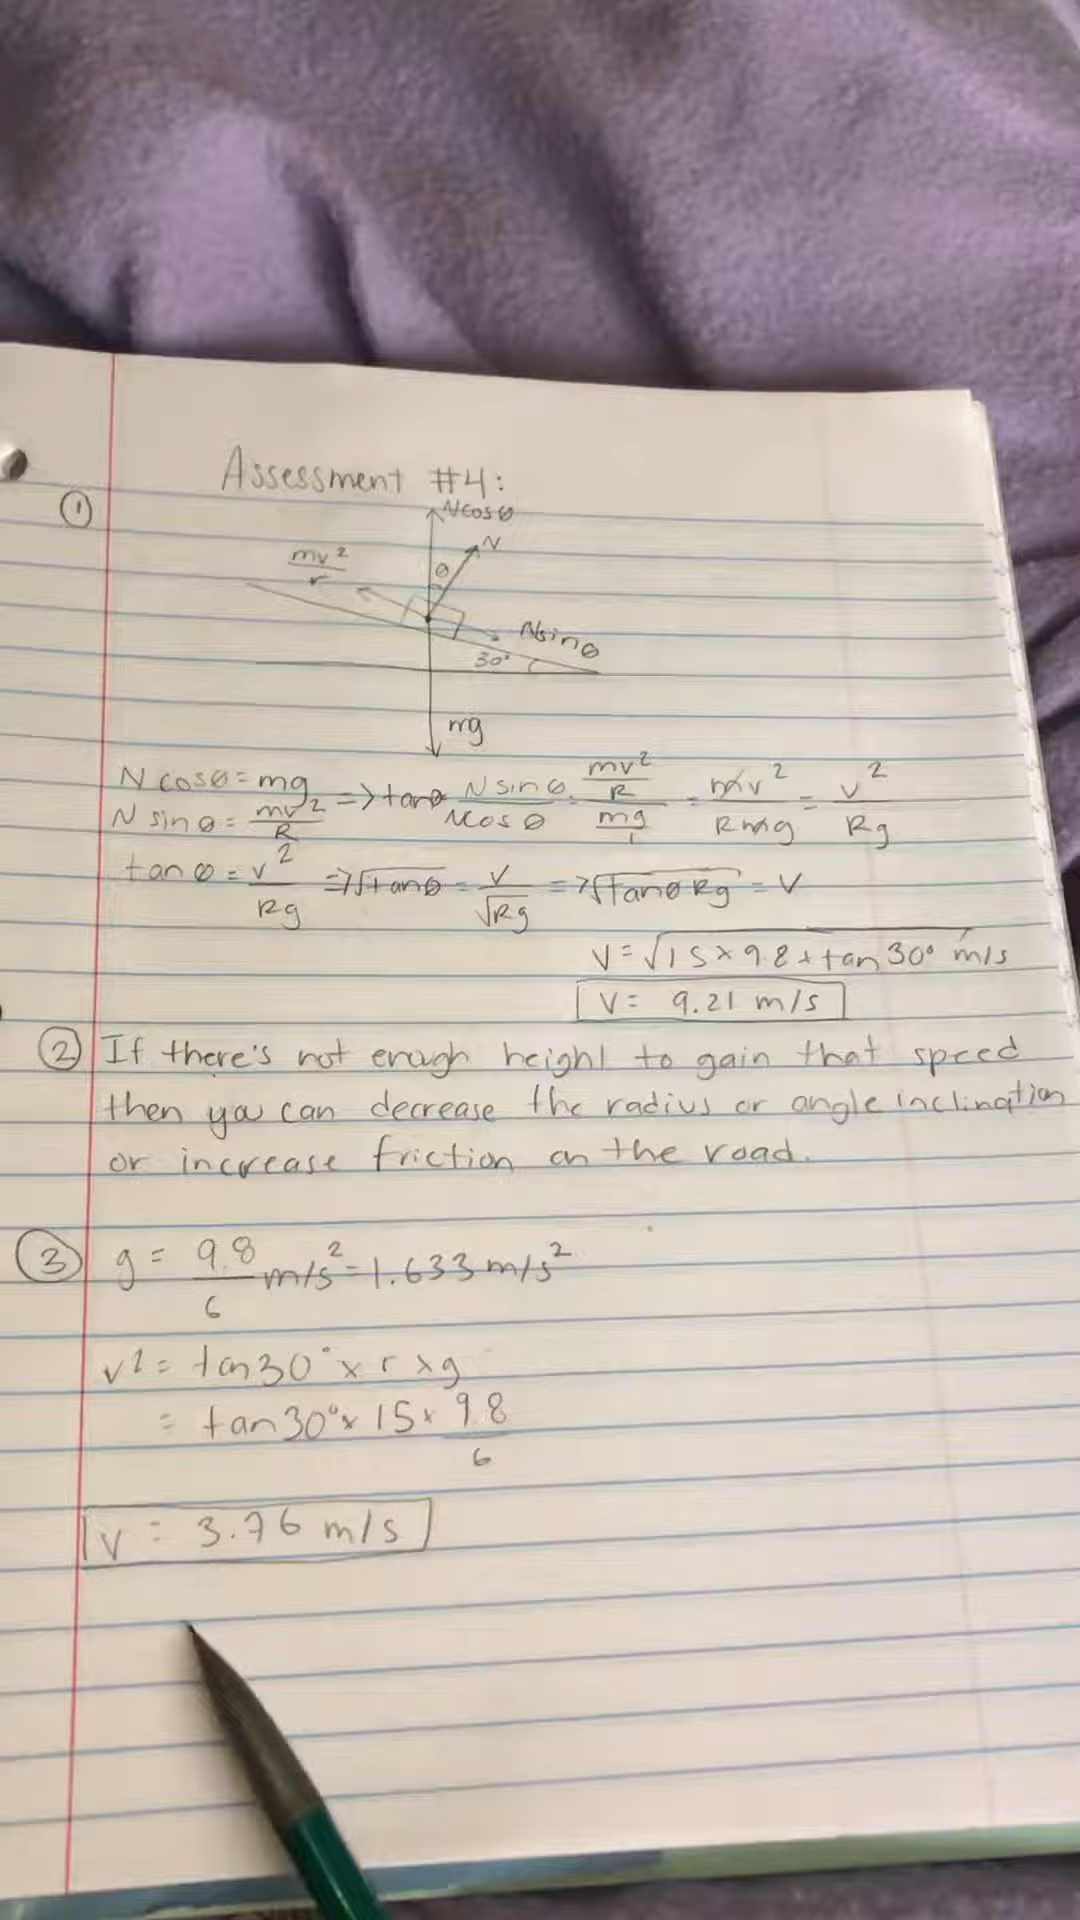 Assessment #4:
①
Ncosθ
N
θ
mv²/r
Nsinθ
30°
mg
N cosθ = mg
N sinθ = mv²/R => tanθ N sinθ/Ncosθ = (mv²/R)/(mg/1) = mv²/Rmg = v²/Rg
tanθ = v²/Rg => √tanθ = v/√Rg => √tanθRg = V
V = √15 × 9.8 × tan 30° m/s
V = 9.21 m/s
② If there's not enough height to gain that speed
then you can decrease the radius or angle inclination
or increase friction on the road.
③ g = 9.8/6 m/s² = 1.633 m/s²
v² = tan30° × r × g
= tan30° × 15 × 9.8/6
V = 3.76 m/s